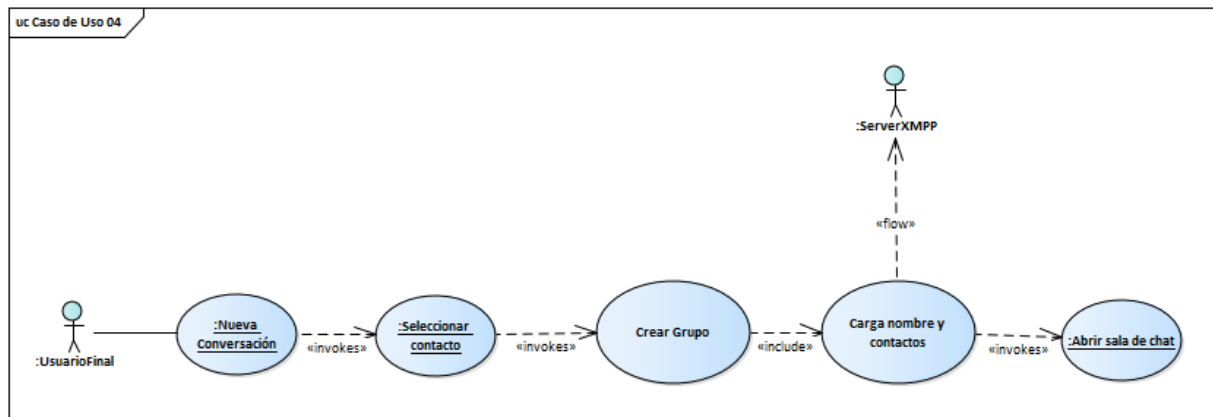 uc Caso de Uso 04
:ServerXMPP
«flow»
:UsuarioFinal
:Nueva
Conversación
«invokes»
:Seleccionar
contacto
«invokes»
Crear Grupo
«include»
Carga nombre y
contactos
«invokes»
:Abrir sala de chat